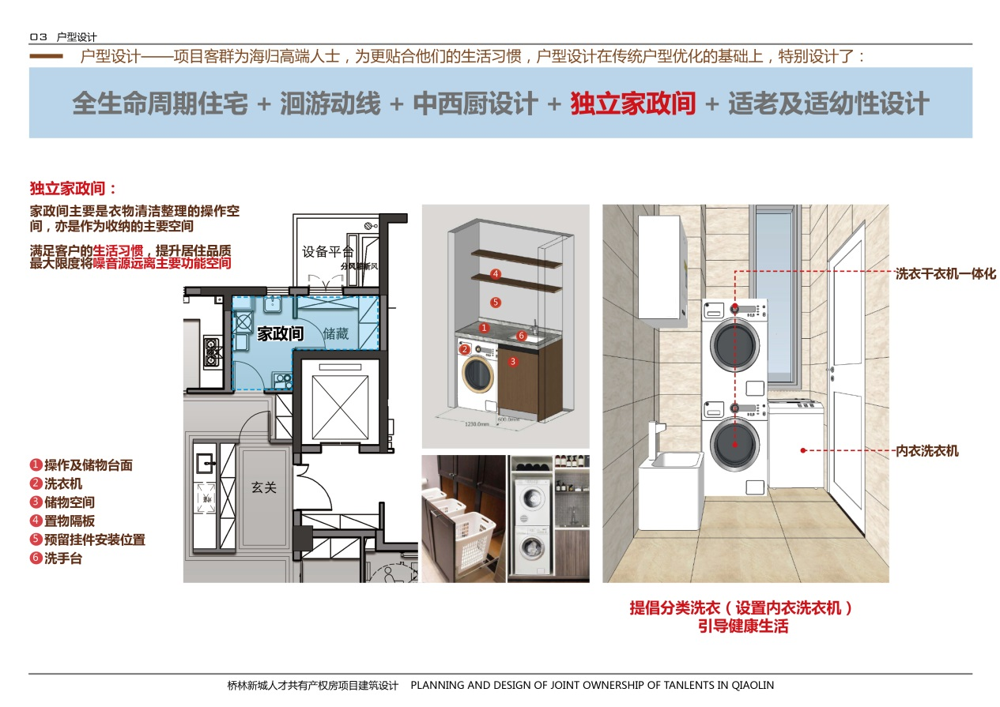 03 户型设计
户型设计——项目客群为海归高端人士，为更贴合他们的生活习惯，户型设计在传统户型优化的基础上，特别设计了：
全生命周期住宅 + 洄游动线 + 中西厨设计 + 独立家政间 + 适老及适幼性设计
独立家政间：
家政间主要是衣物清洁整理的操作空
间，亦是作为收纳的主要空间
满足客户的生活习惯，提升居住品质
最大限度将噪音源远离主要功能空间
设备平台
家政间
储藏
玄关
4
5
1
6
2
3
1230.0mm
600.0mm
洗衣干衣机一体化
内衣洗衣机
1 操作及储物台面
2 洗衣机
3 储物空间
4 置物隔板
5 预留挂件安装位置
6 洗手台
提倡分类洗衣（设置内衣洗衣机）
引导健康生活
桥林新城人才共有产权房项目建筑设计 PLANNING AND DESIGN OF JOINT OWNERSHIP OF TANLENTS IN QIAOLIN